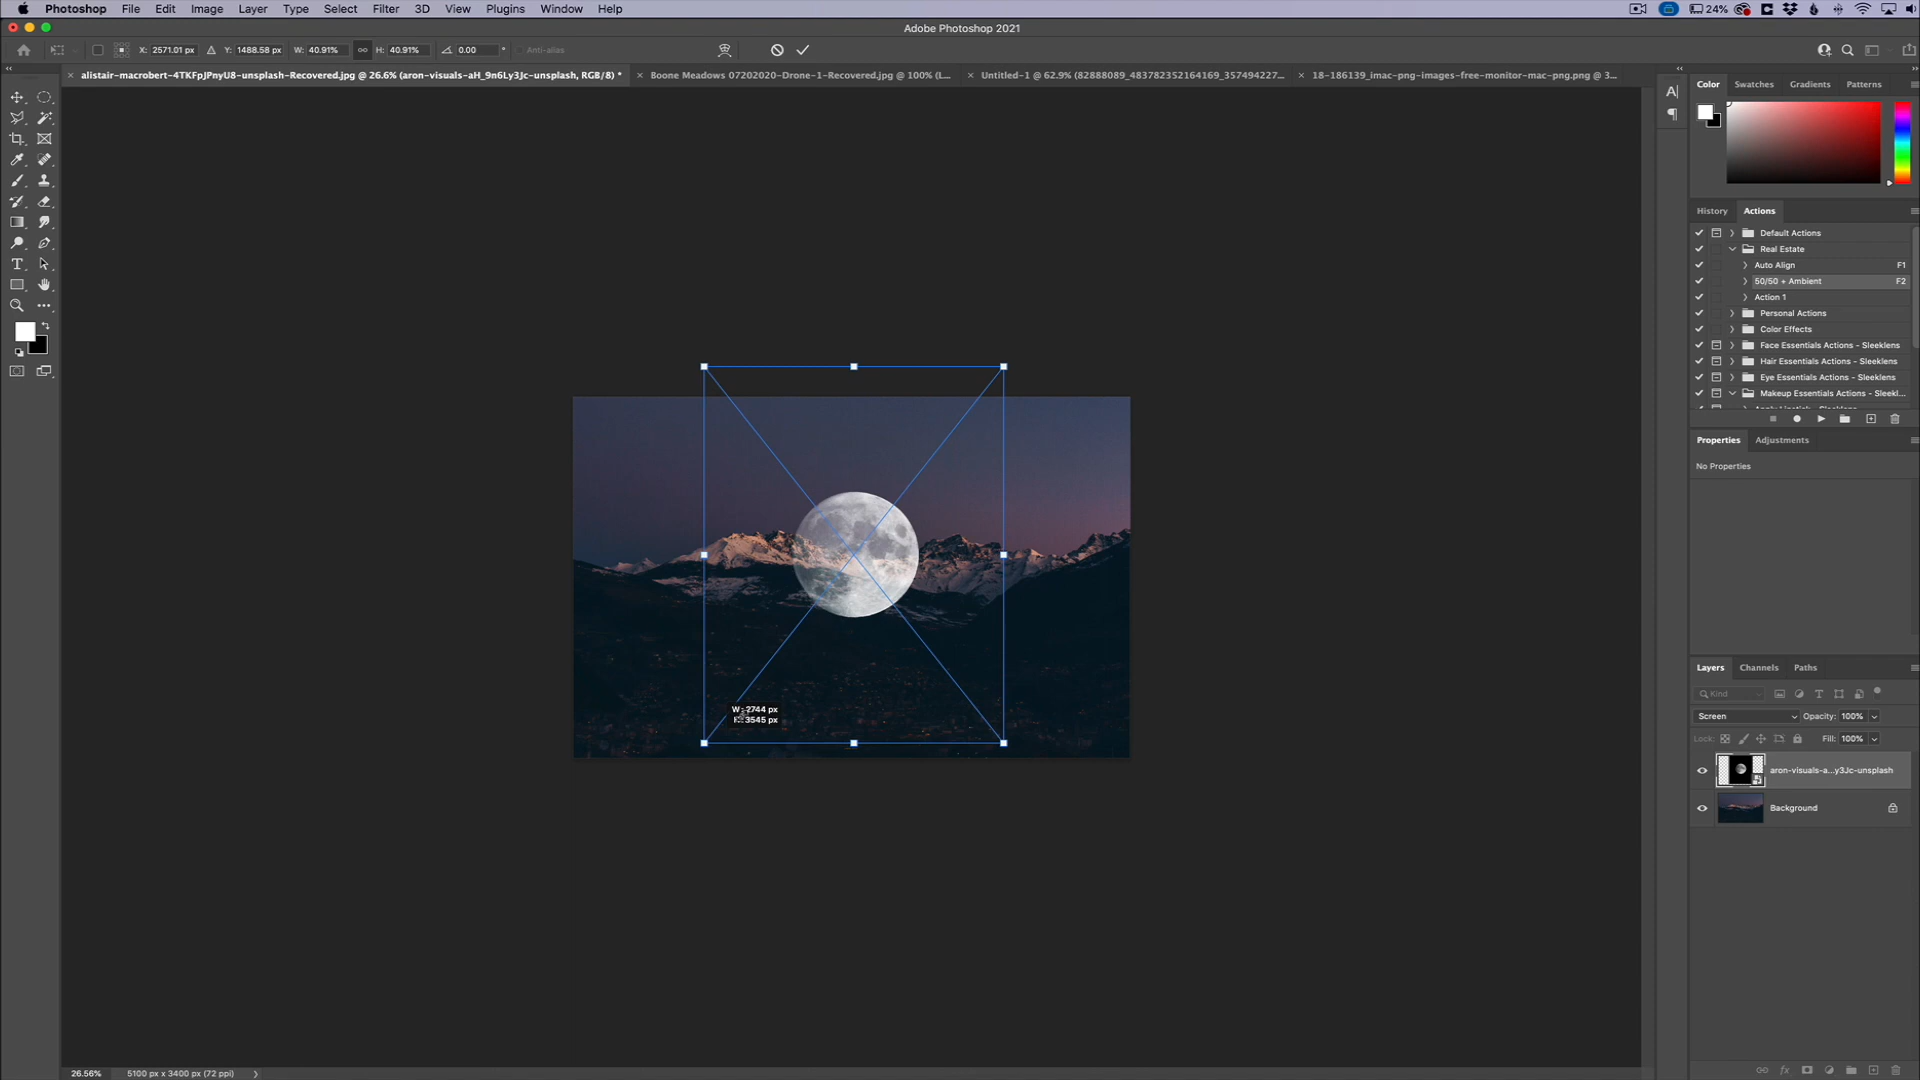 Photoshop File Edit Image Layer Type Select Filter 3D View Plugins Window Help 24%
Adobe Photoshop 2021
X: 2571.01 px Y: 1488.58 px W: 40.91% H: 40.91% 0.00 ° Anti-alias
× alistair-macrobert-4TKFpJPnyU8-unsplash-Recovered.jpg @ 26.6% (aron-visuals-aH_9n6Ly3Jc-unsplash, RGB/8) *
× Boone Meadows 07202020-Drone-1-Recovered.jpg @ 100% (L...
× Untitled-1 @ 62.9% (82888089_483782352164169_357494227...
× 18-186139_imac-png-images-free-monitor-mac-png.png @ 3...
Color Swatches Gradients Patterns
History Actions
Default Actions
Real Estate
Auto Align F1
50/50 + Ambient F2
Action 1
Personal Actions
Color Effects
Face Essentials Actions - Sleeklens
Hair Essentials Actions - Sleeklens
Eye Essentials Actions - Sleeklens
Makeup Essentials Actions - Sleekl...
Properties Adjustments
No Properties
W: 2744 px
H: 3545 px
Layers Channels Paths
Kind
Screen Opacity: 100%
Lock: Fill: 100%
aron-visuals-a...y3Jc-unsplash
Background
26.56% 5100 px x 3400 px (72 ppi)